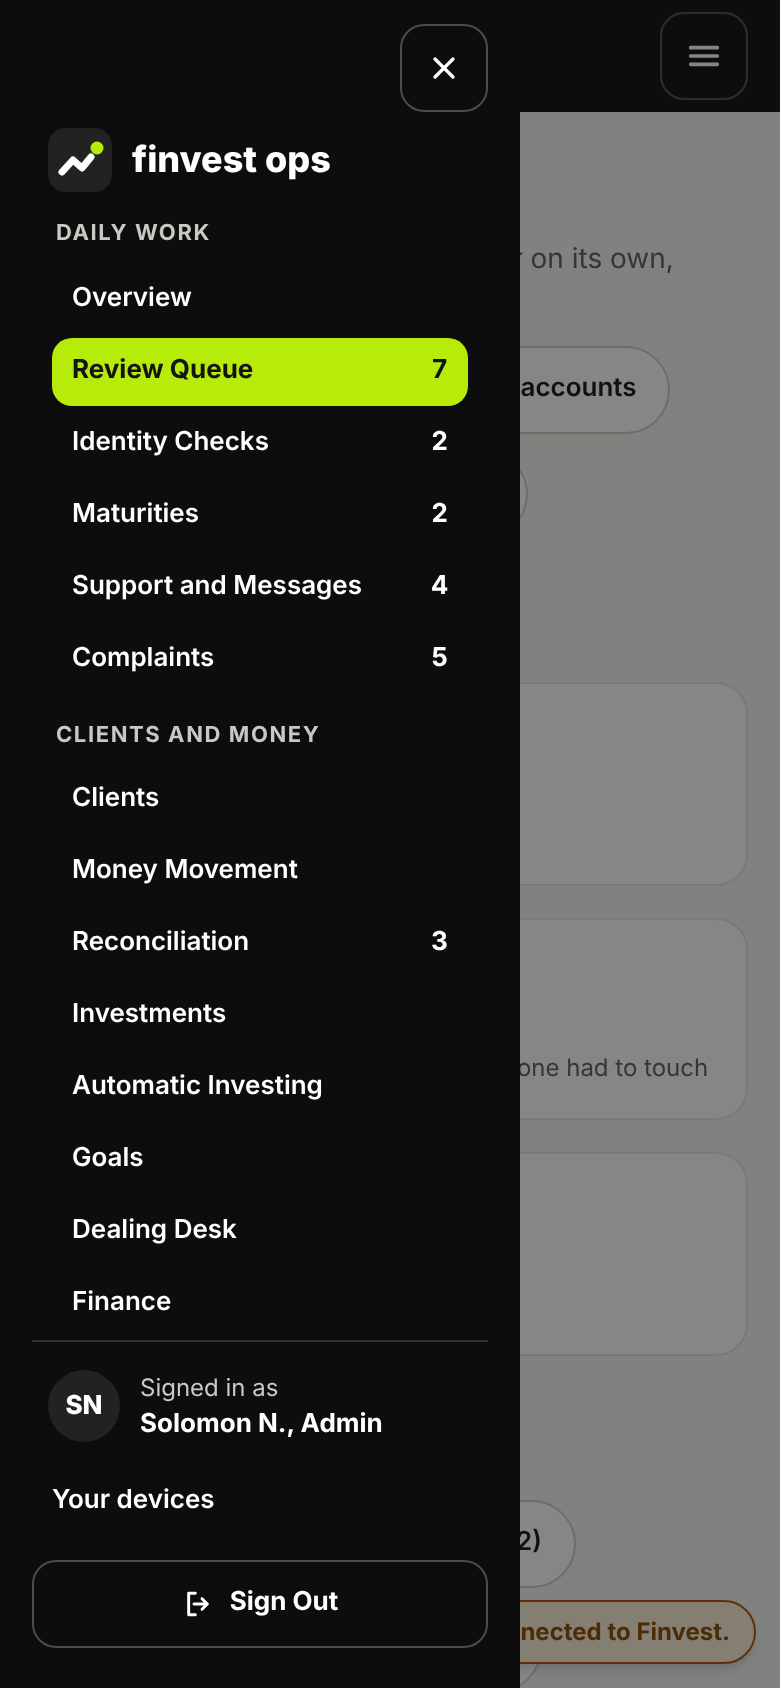 finvest ops
DAILY WORK
Overview
Review Queue 7
Identity Checks 2
Maturities 2
Support and Messages 4
Complaints 5
CLIENTS AND MONEY
Clients
Money Movement
Reconciliation 3
Investments
Automatic Investing
Goals
Dealing Desk
Finance
SN
Signed in as
Solomon N., Admin
Your devices
Sign Out
on its own,
accounts
one had to touch
2)
nected to Finvest.